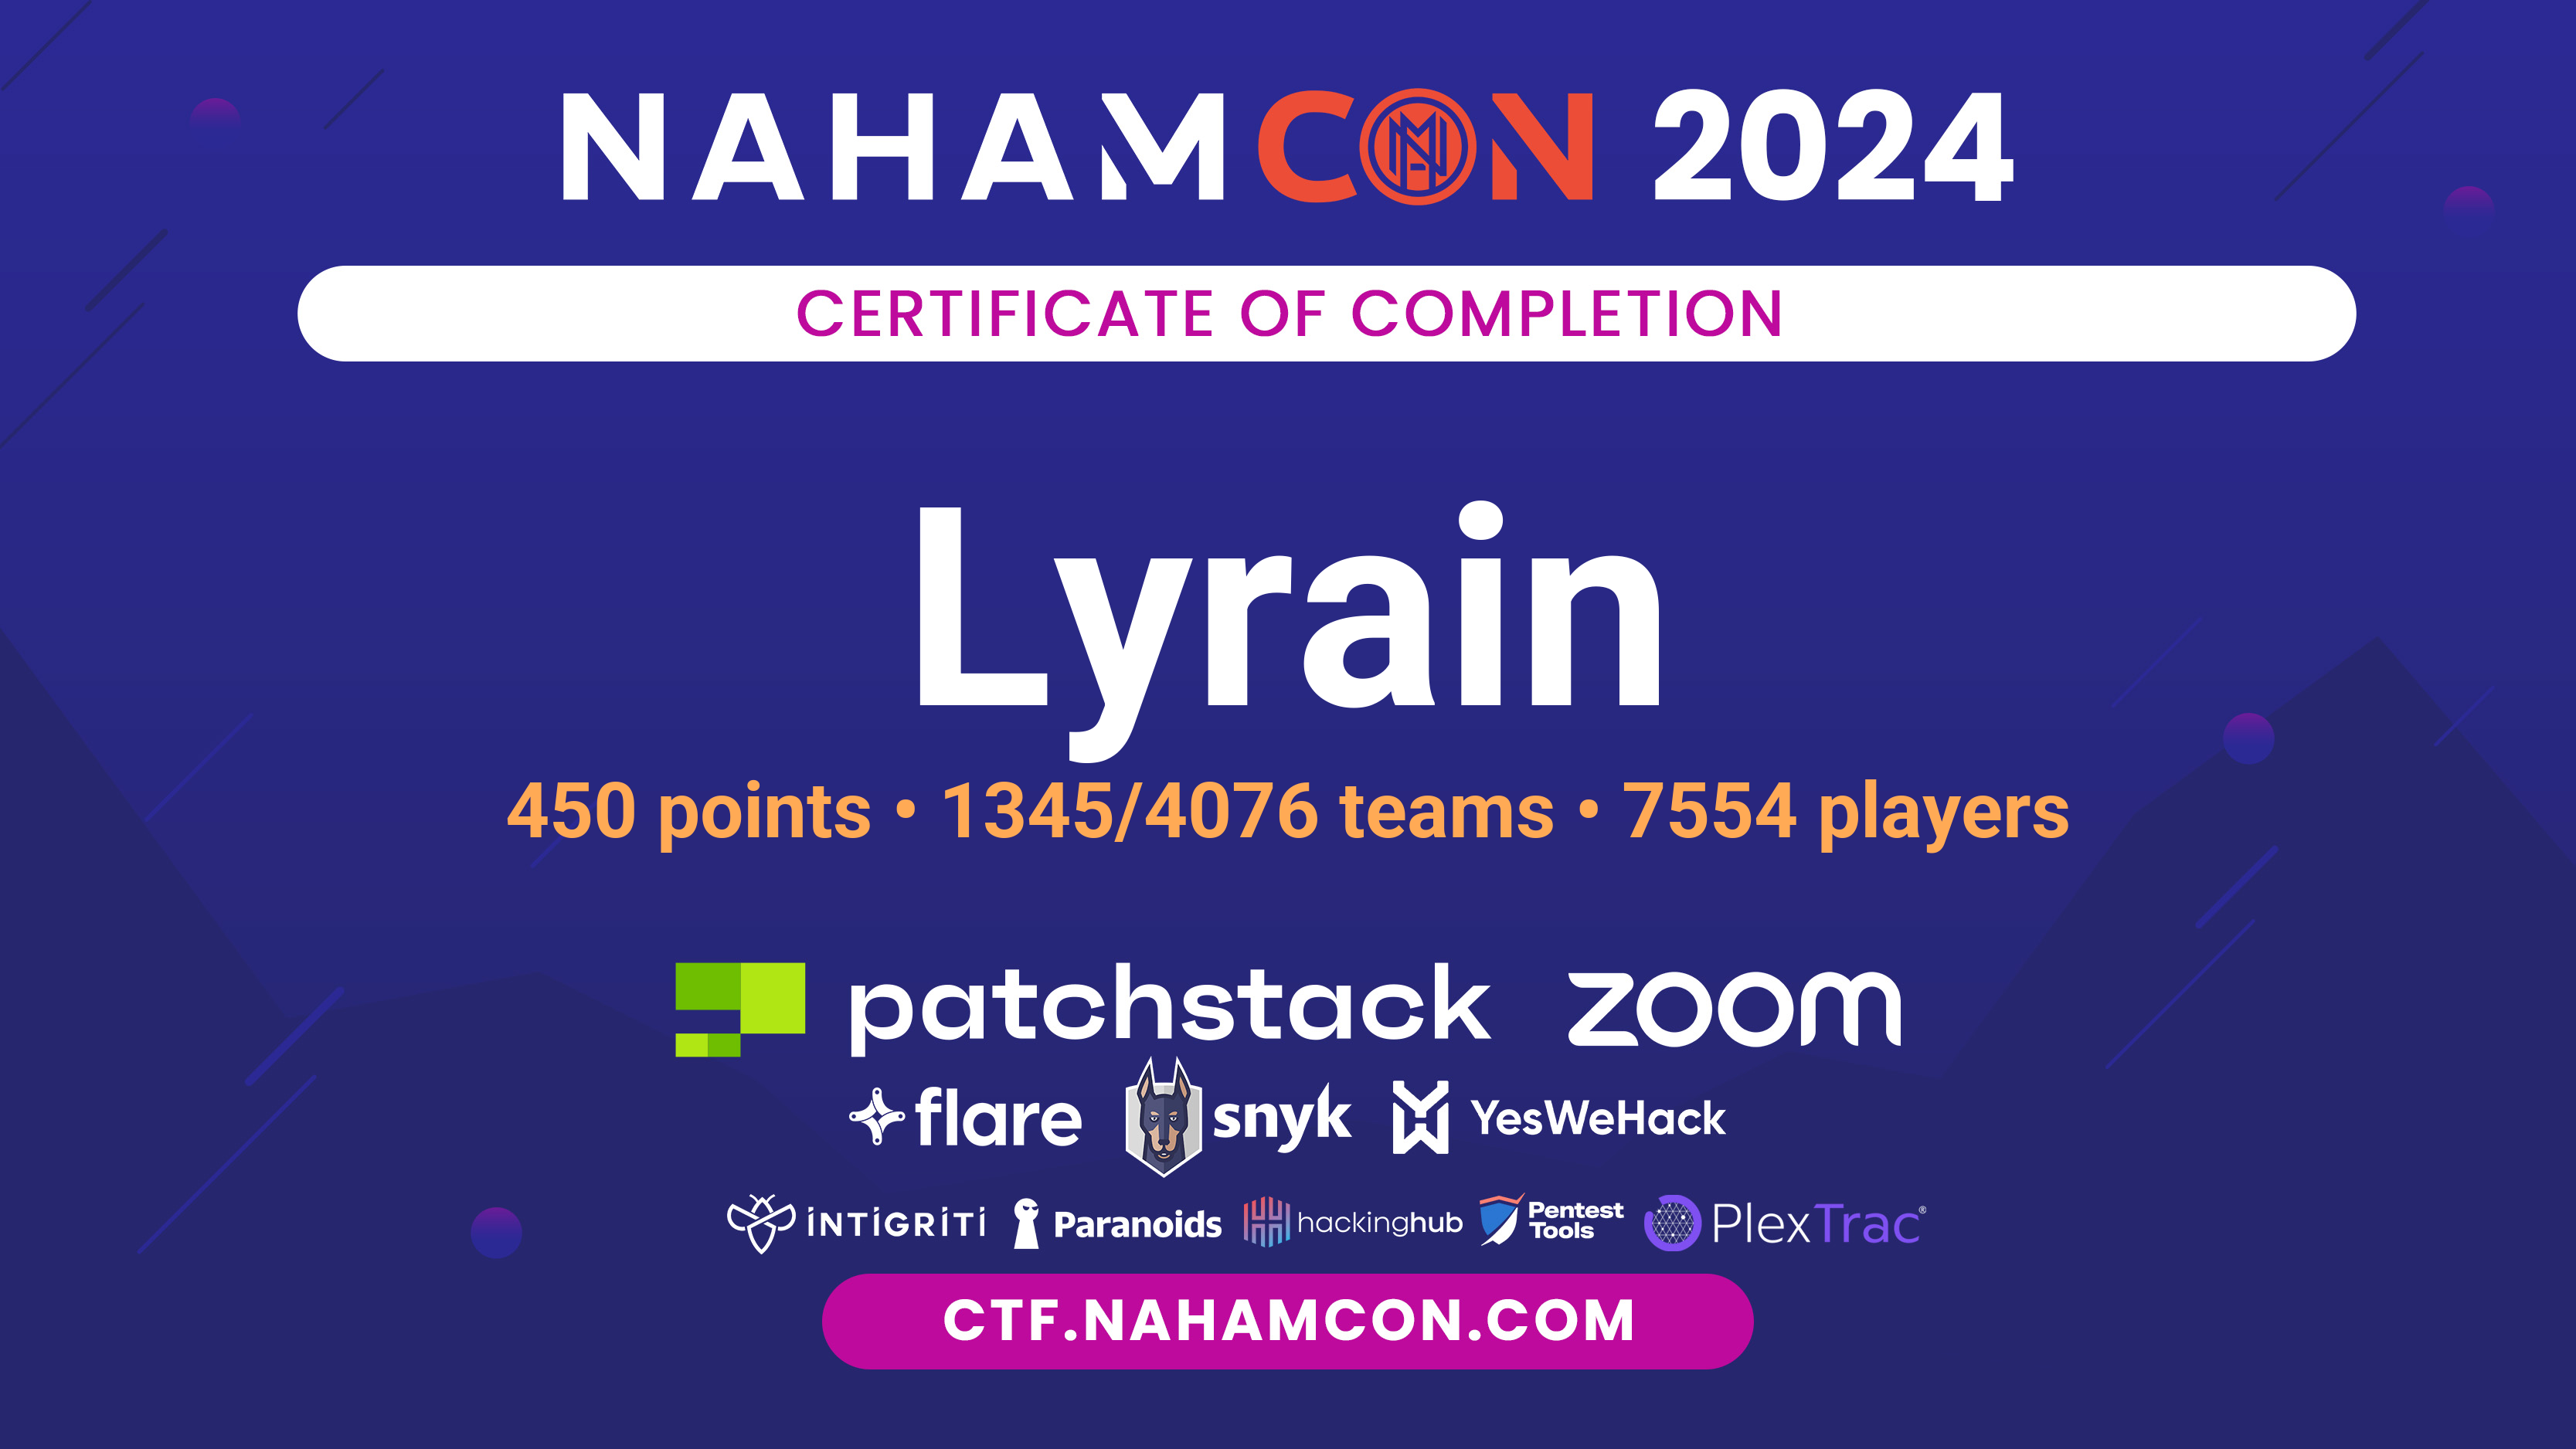 NAHAMCON 2024
CERTIFICATE OF COMPLETION
Lyrain
450 points • 1345/4076 teams • 7554 players
patchstack zoom
flare snyk YesWeHack
INTIGRITI Paranoids hackinghub Pentest Tools PlexTrac®
CTF.NAHAMCON.COM